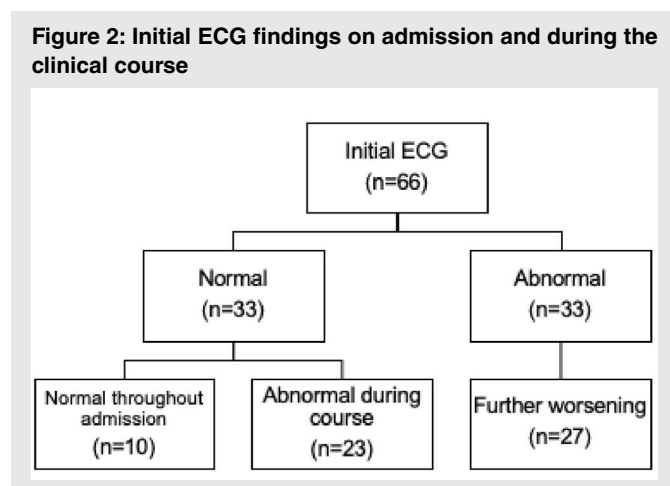 Figure 2: Initial ECG findings on admission and during the
clinical course
Initial ECG
(n=66)
Normal
(n=33)
Abnormal
(n=33)
Normal throughout
admission
(n=10)
Abnormal during
course
(n=23)
Further worsening
(n=27)